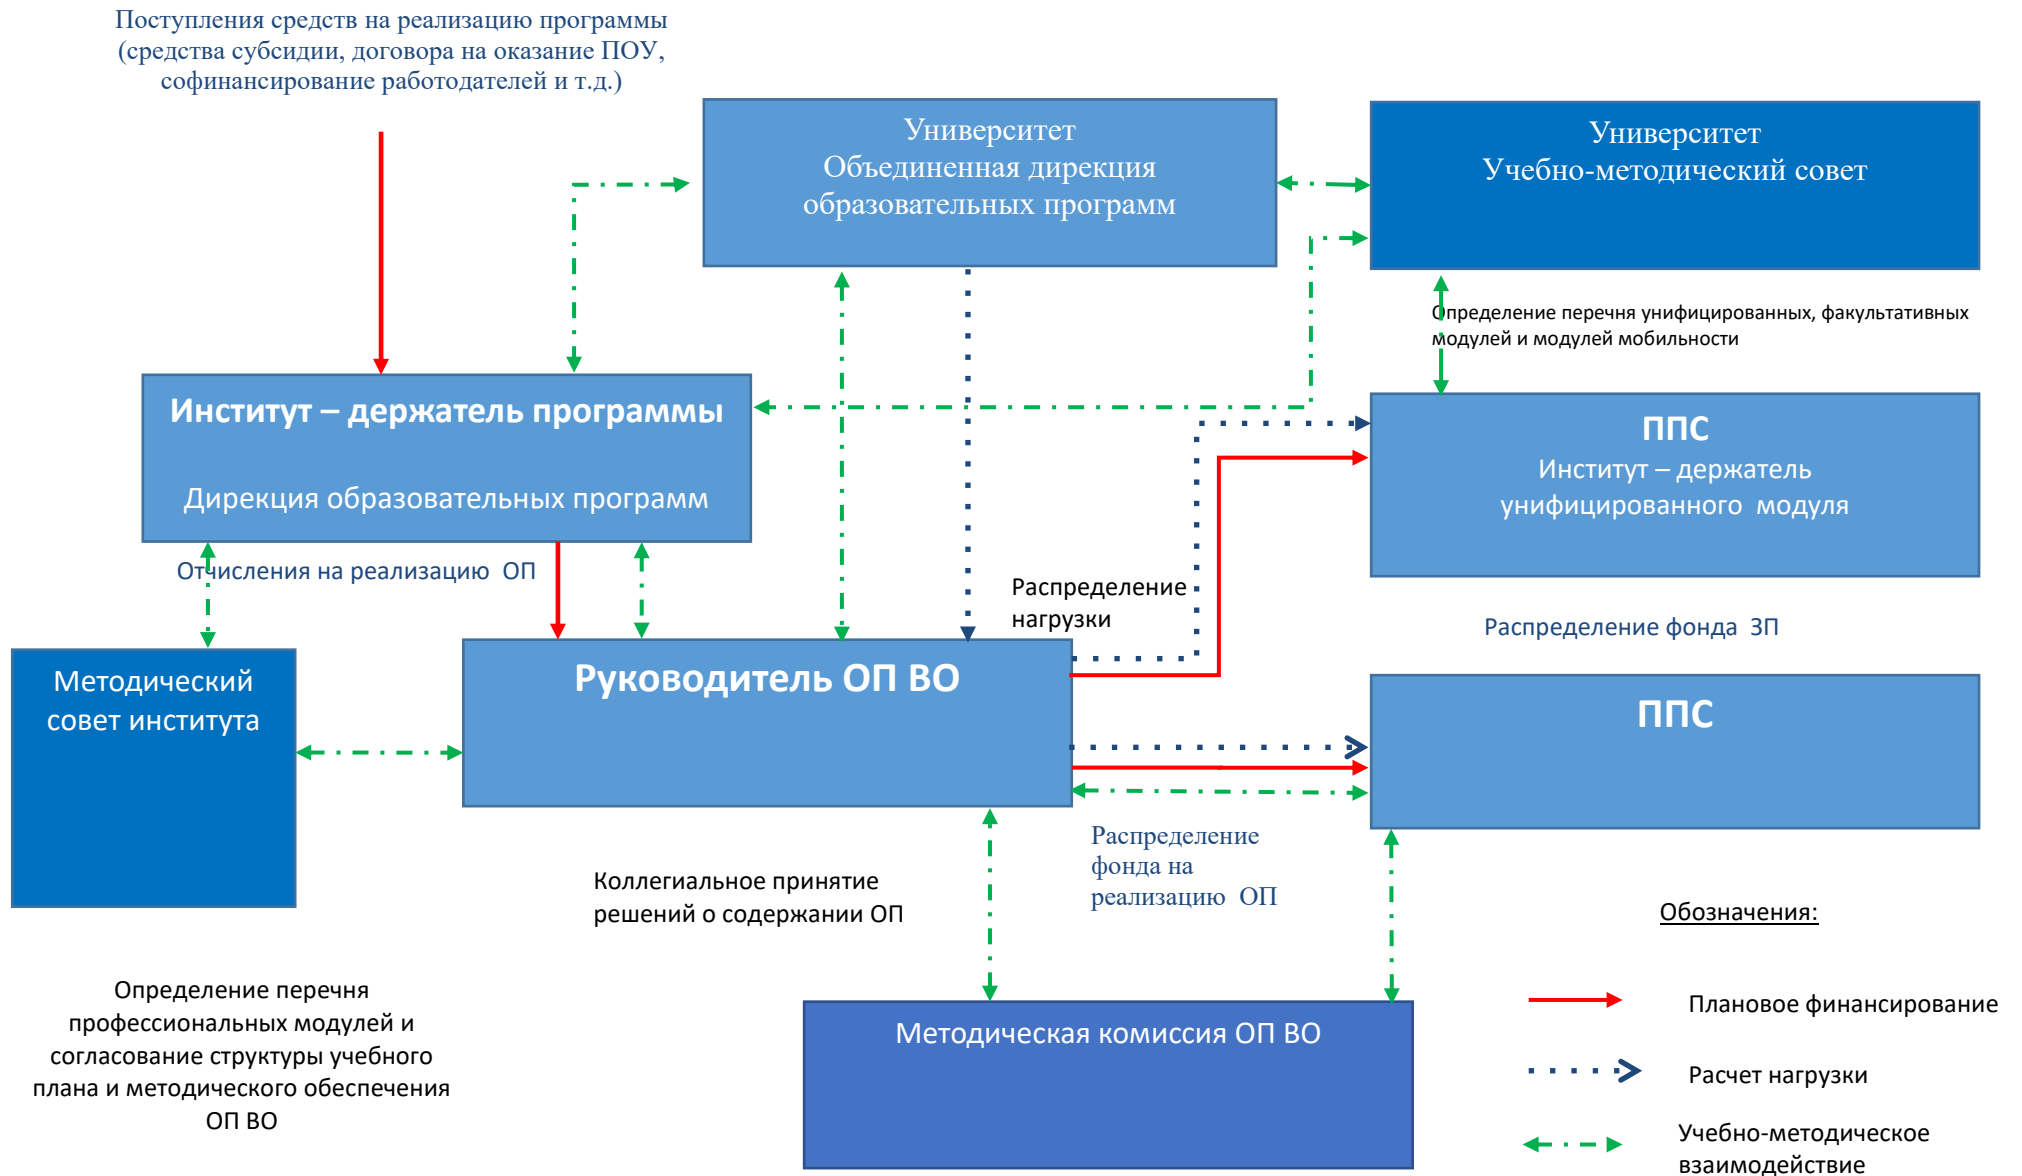 Поступления средств на реализацию программы
(средства субсидии, договора на оказание ПОУ,
софинансирование работодателей и т.д.)
Университет
Объединенная дирекция
образовательных программ
Университет
Учебно-методический совет
Определение перечня унифицированных, факультативных
модулей и модулей мобильности
Институт – держатель программы
Дирекция образовательных программ
ППС
Институт – держатель
унифицированного модуля
Отчисления на реализацию ОП
Распределение
нагрузки
Распределение фонда ЗП
Методический
совет института
Руководитель ОП ВО
ППС
Распределение
фонда на
реализацию ОП
Коллегиальное принятие
решений о содержании ОП
Определение перечня
профессиональных модулей и
согласование структуры учебного
плана и методического обеспечения
ОП ВО
Методическая комиссия ОП ВО
Обозначения:
Плановое финансирование
Расчет нагрузки
Учебно-методическое
взаимодействие